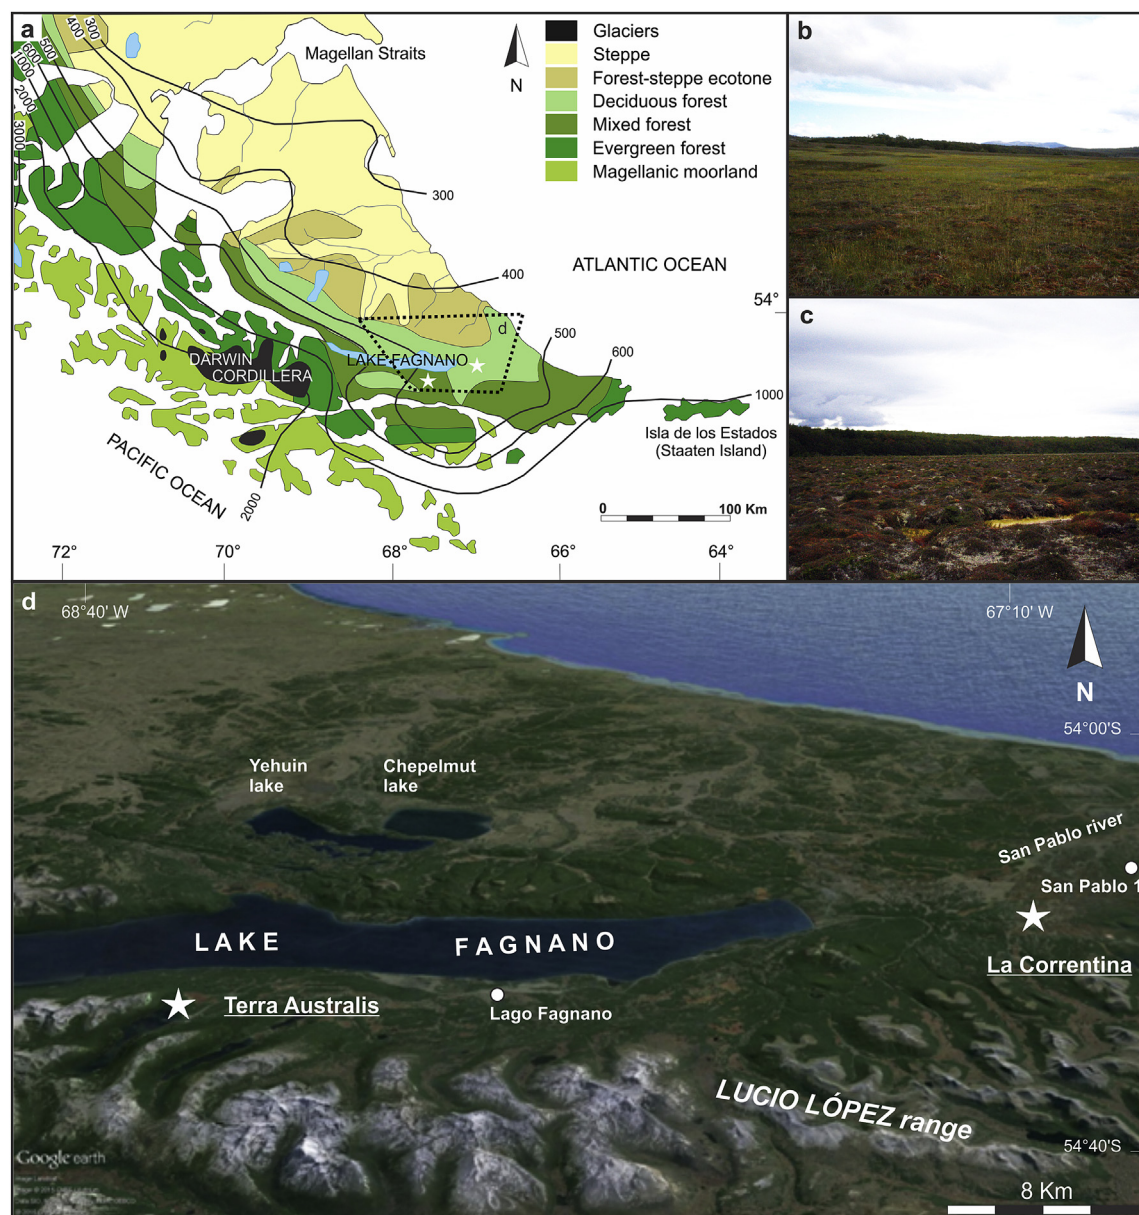 a
300
400
500
600
1000
2000
3000
Magellan Straits
N
Glaciers
Steppe
Forest-steppe ecotone
Deciduous forest
Mixed forest
Evergreen forest
Magellanic moorland
300
400
ATLANTIC OCEAN
54°
d
500
600
LAKE FAGNANO
DARWIN
CORDILLERA
1000
Isla de los Estados
(Staaten Island)
PACIFIC OCEAN
2000
0
100 Km
72°
70°
68°
66°
64°
b
c
d
68°40' W
67°10' W
N
54°00'S
Yehuin
lake
Chepelmut
lake
San Pablo river
San Pablo 1
LAKE FAGNANO
La Correntina
Terra Australis
Lago Fagnano
LUCIO LÓPEZ range
54°40'S
Google earth
Image Landsat
8 Km